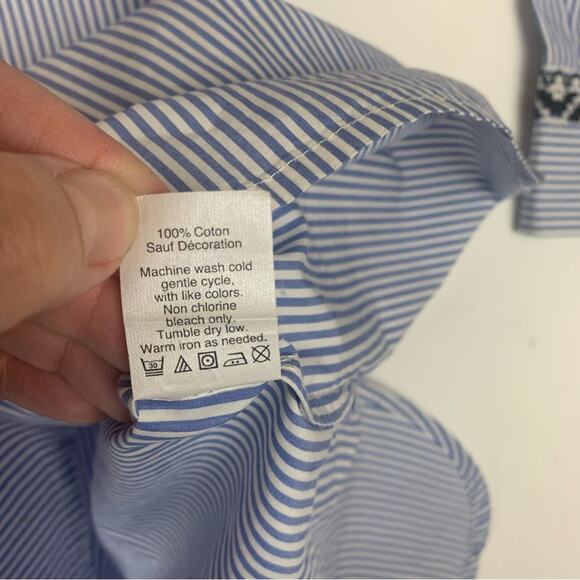 100% Coton
Sauf Décoration
Machine wash cold
gentle cycle,
with like colors.
Non chlorine
bleach only.
Tumble dry low.
Warm iron as needed.
30